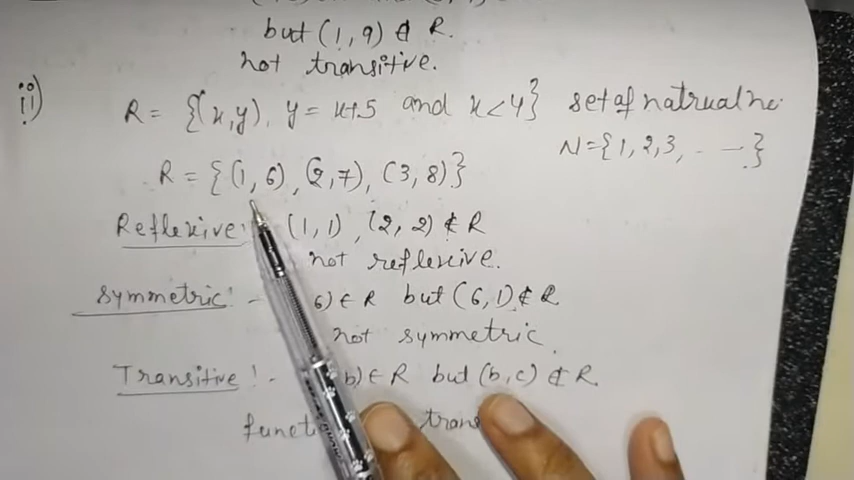 but (1, 9) ∉ R.
not transitive.
ii) R = {(x,y), y = x+5 and x<4} set of natrual no.
N={1,2,3, ... —}
R = {(1, 6), (2,7), (3, 8)}
Reflexive: (1,1), (2, 2) ∉ R
not reflexive.
symmetric! - 6) ∈ R but (6, 1) ∉ R
not symmetric.
Transitive! - b) ∈ R but (b, c) ∉ R.